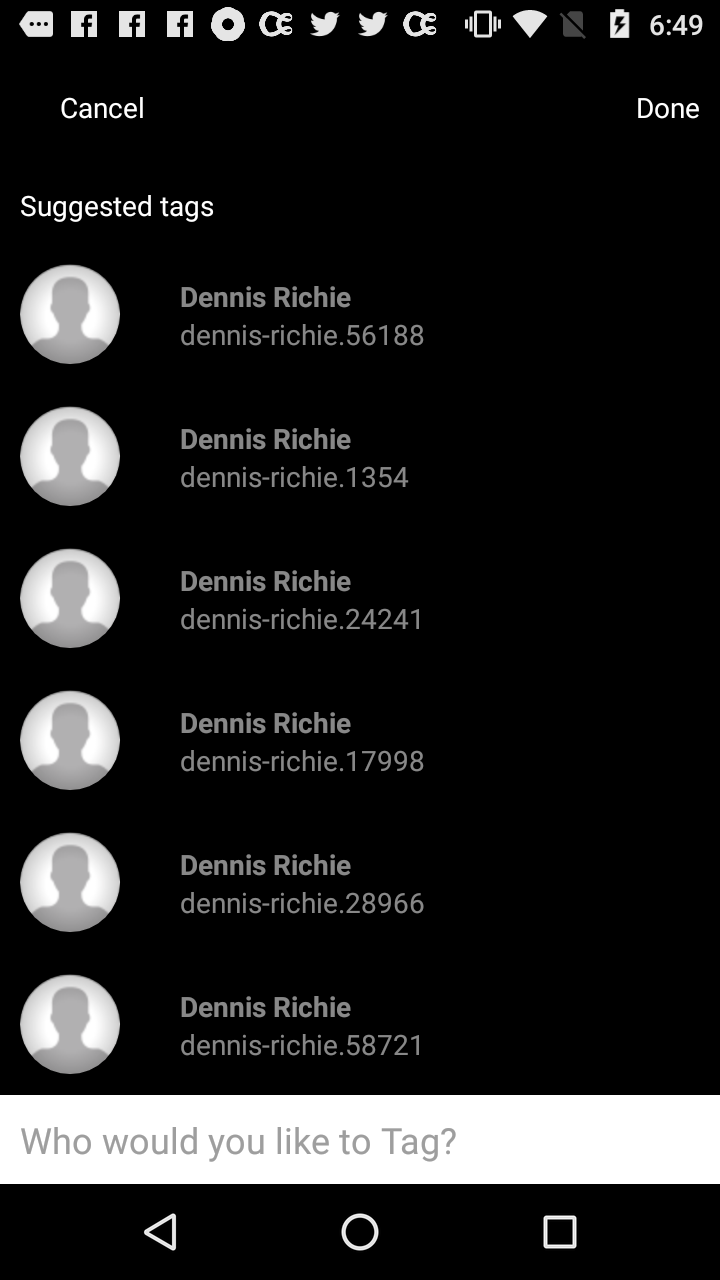 6:49
Cancel
Done
Suggested tags
Dennis Richie
dennis-richie.56188
Dennis Richie
dennis-richie.1354
Dennis Richie
dennis-richie.24241
Dennis Richie
dennis-richie.17998
Dennis Richie
dennis-richie.28966
Dennis Richie
dennis-richie.58721
Who would you like to Tag?